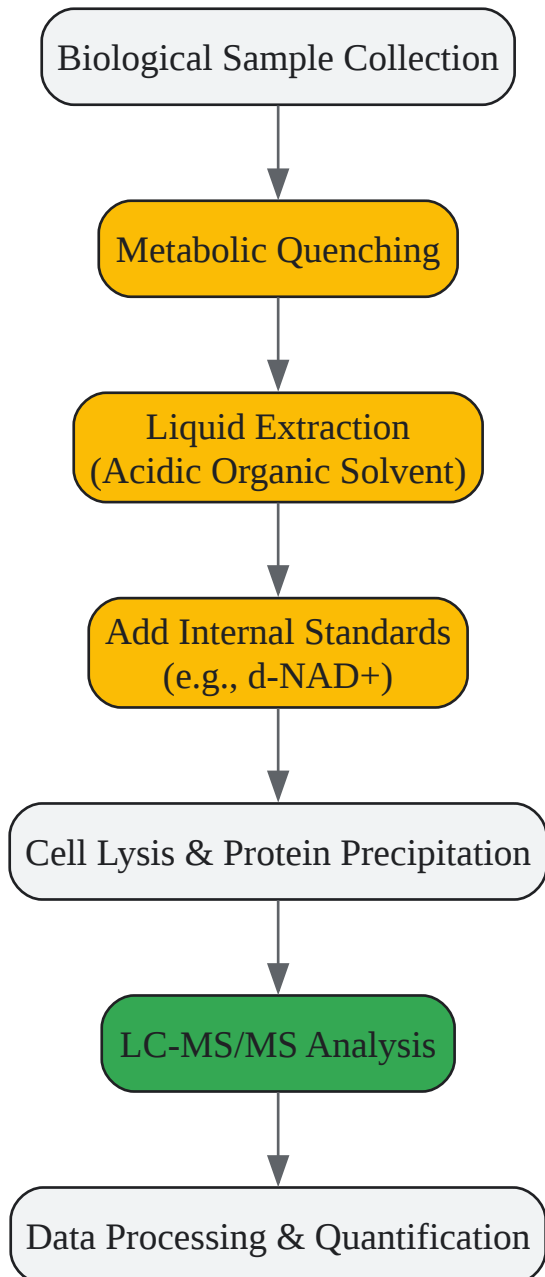 Biological Sample Collection
Metabolic Quenching
Liquid Extraction
(Acidic Organic Solvent)
Add Internal Standards
(e.g., d-NAD+)
Cell Lysis & Protein Precipitation
LC-MS/MS Analysis
Data Processing & Quantification